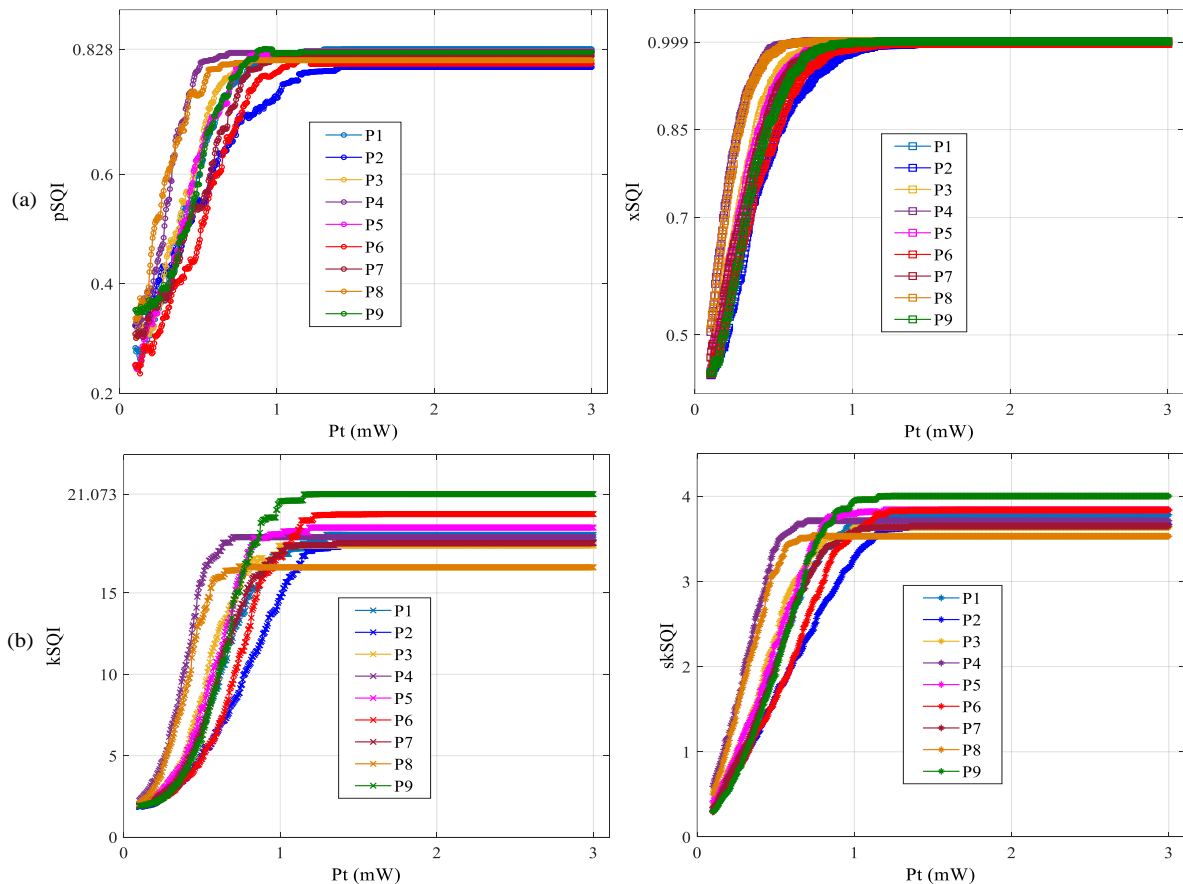 (a)
pSQI
0.828
0.6
0.4
0.2
0
1
2
3
Pt (mW)
P1
P2
P3
P4
P5
P6
P7
P8
P9
xSQI
0.999
0.85
0.7
0.5
0
1
2
3
Pt (mW)
P1
P2
P3
P4
P5
P6
P7
P8
P9
(b)
kSQI
21.073
15
10
5
0
0
1
2
3
Pt (mW)
P1
P2
P3
P4
P5
P6
P7
P8
P9
skSQI
4
3
2
1
0
0
1
2
3
Pt (mW)
P1
P2
P3
P4
P5
P6
P7
P8
P9